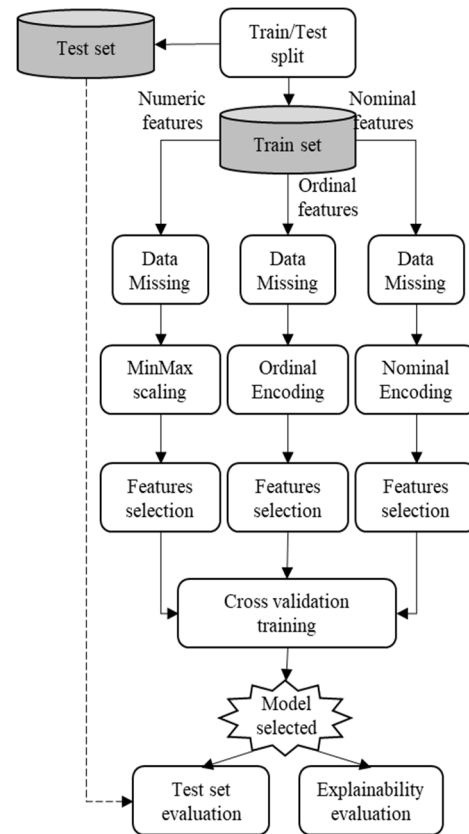 Test set
Train/Test
split
Numeric
features
Nominal
features
Train set
Ordinal
features
Data
Missing
Data
Missing
Data
Missing
MinMax
scaling
Ordinal
Encoding
Nominal
Encoding
Features
selection
Features
selection
Features
selection
Cross validation
training
Model
selected
Test set
evaluation
Explainability
evaluation